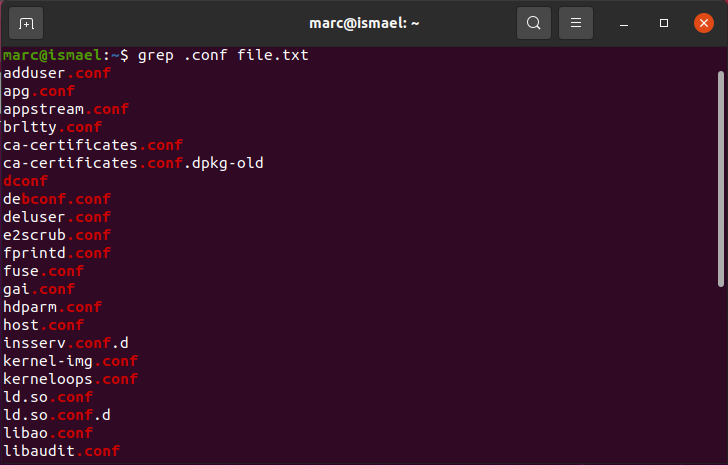 marc@ismael: ~
marc@ismael:~$ grep .conf file.txt
adduser.conf
apg.conf
appstream.conf
brltty.conf
ca-certificates.conf
ca-certificates.conf.dpkg-old
dconf
debconf.conf
deluser.conf
e2scrub.conf
fprintd.conf
fuse.conf
gai.conf
hdparm.conf
host.conf
insserv.conf.d
kernel-img.conf
kerneloops.conf
ld.so.conf
ld.so.conf.d
libao.conf
libaudit.conf